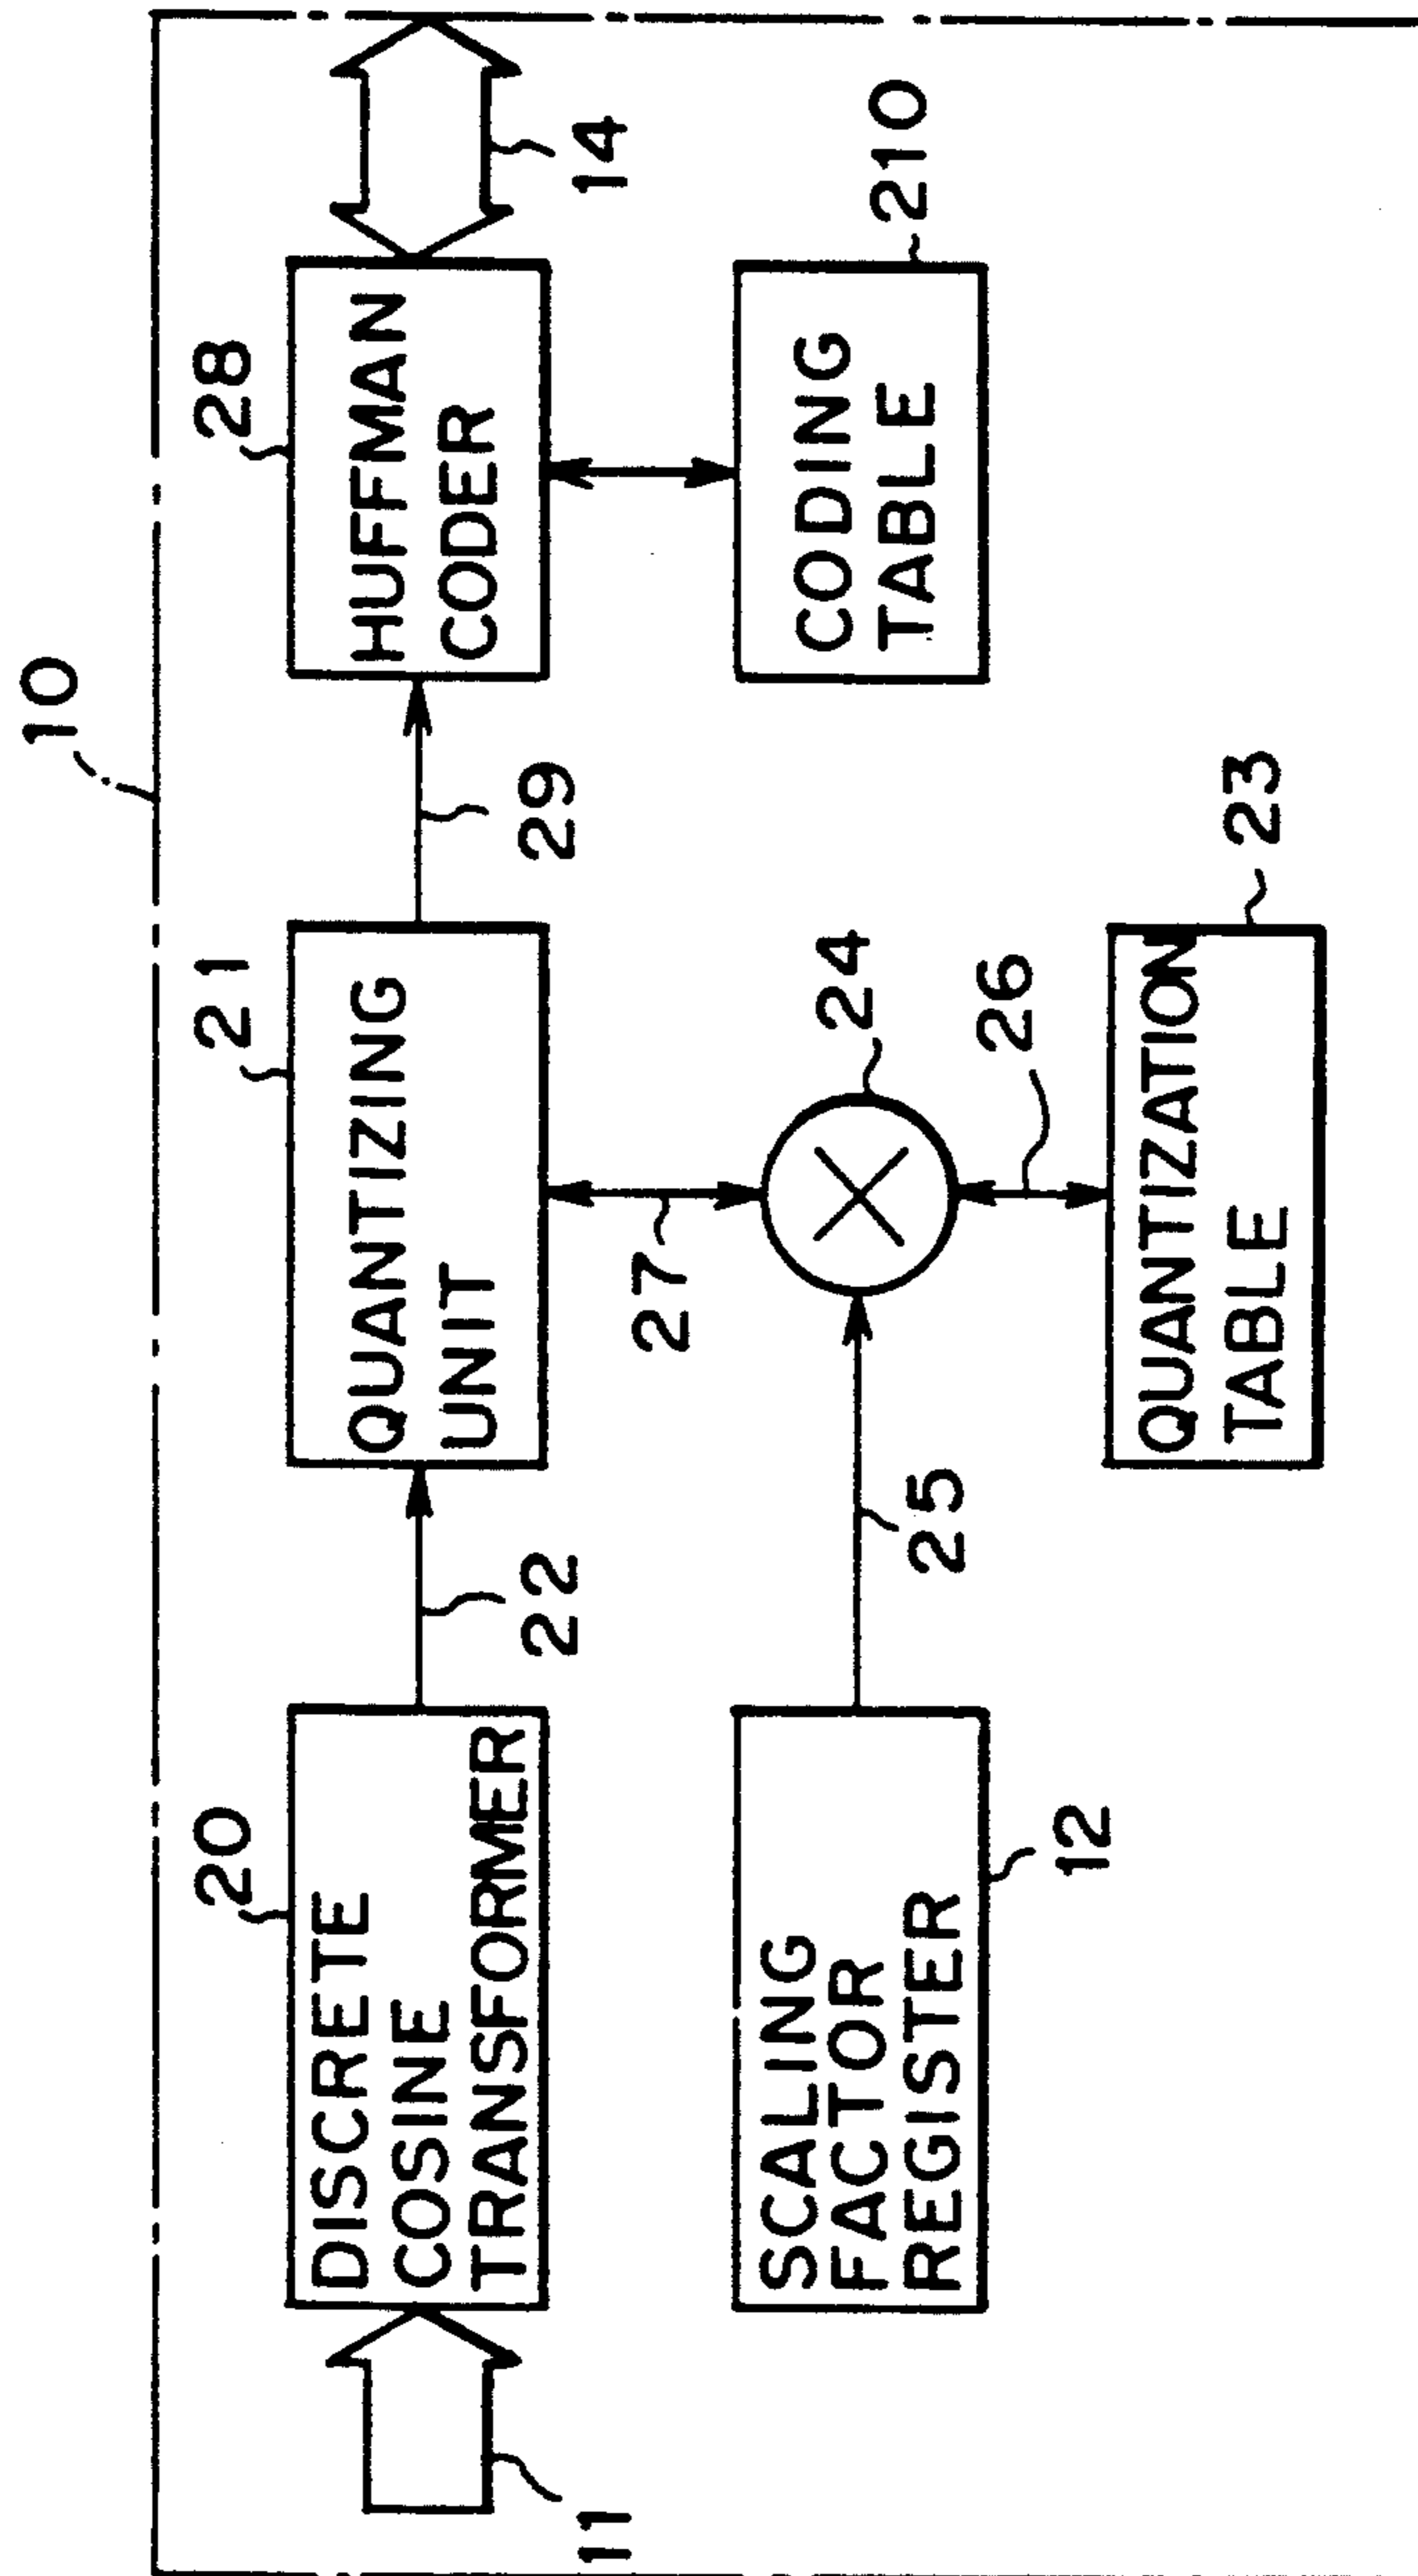 10
20
21
28
DISCRETE
COSINE
TRANSFORMER
QUANTIZING
UNIT
HUFFMAN
CODER
11
22
29
14
27
24
210
SCALING
FACTOR
REGISTER
CODING
TABLE
25
26
12
23
QUANTIZATION
TABLE